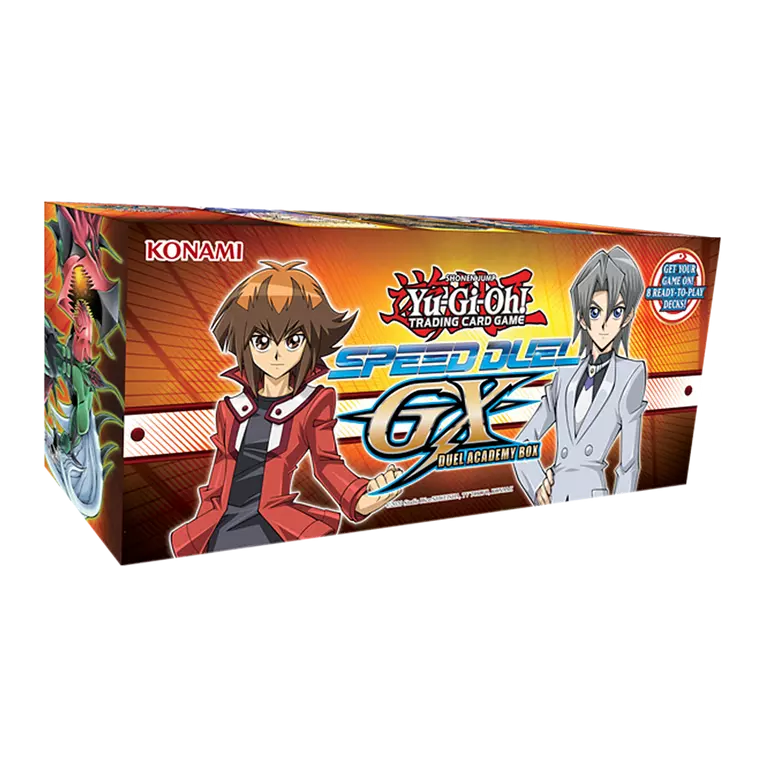 KONAMI
SHONEN JUMP
Yu-Gi-Oh!
TRADING CARD GAME
SPEED DUEL
GX
DUEL ACADEMY BOX
GET YOUR
GAME ON!
8 READY-TO-PLAY
DECKS!